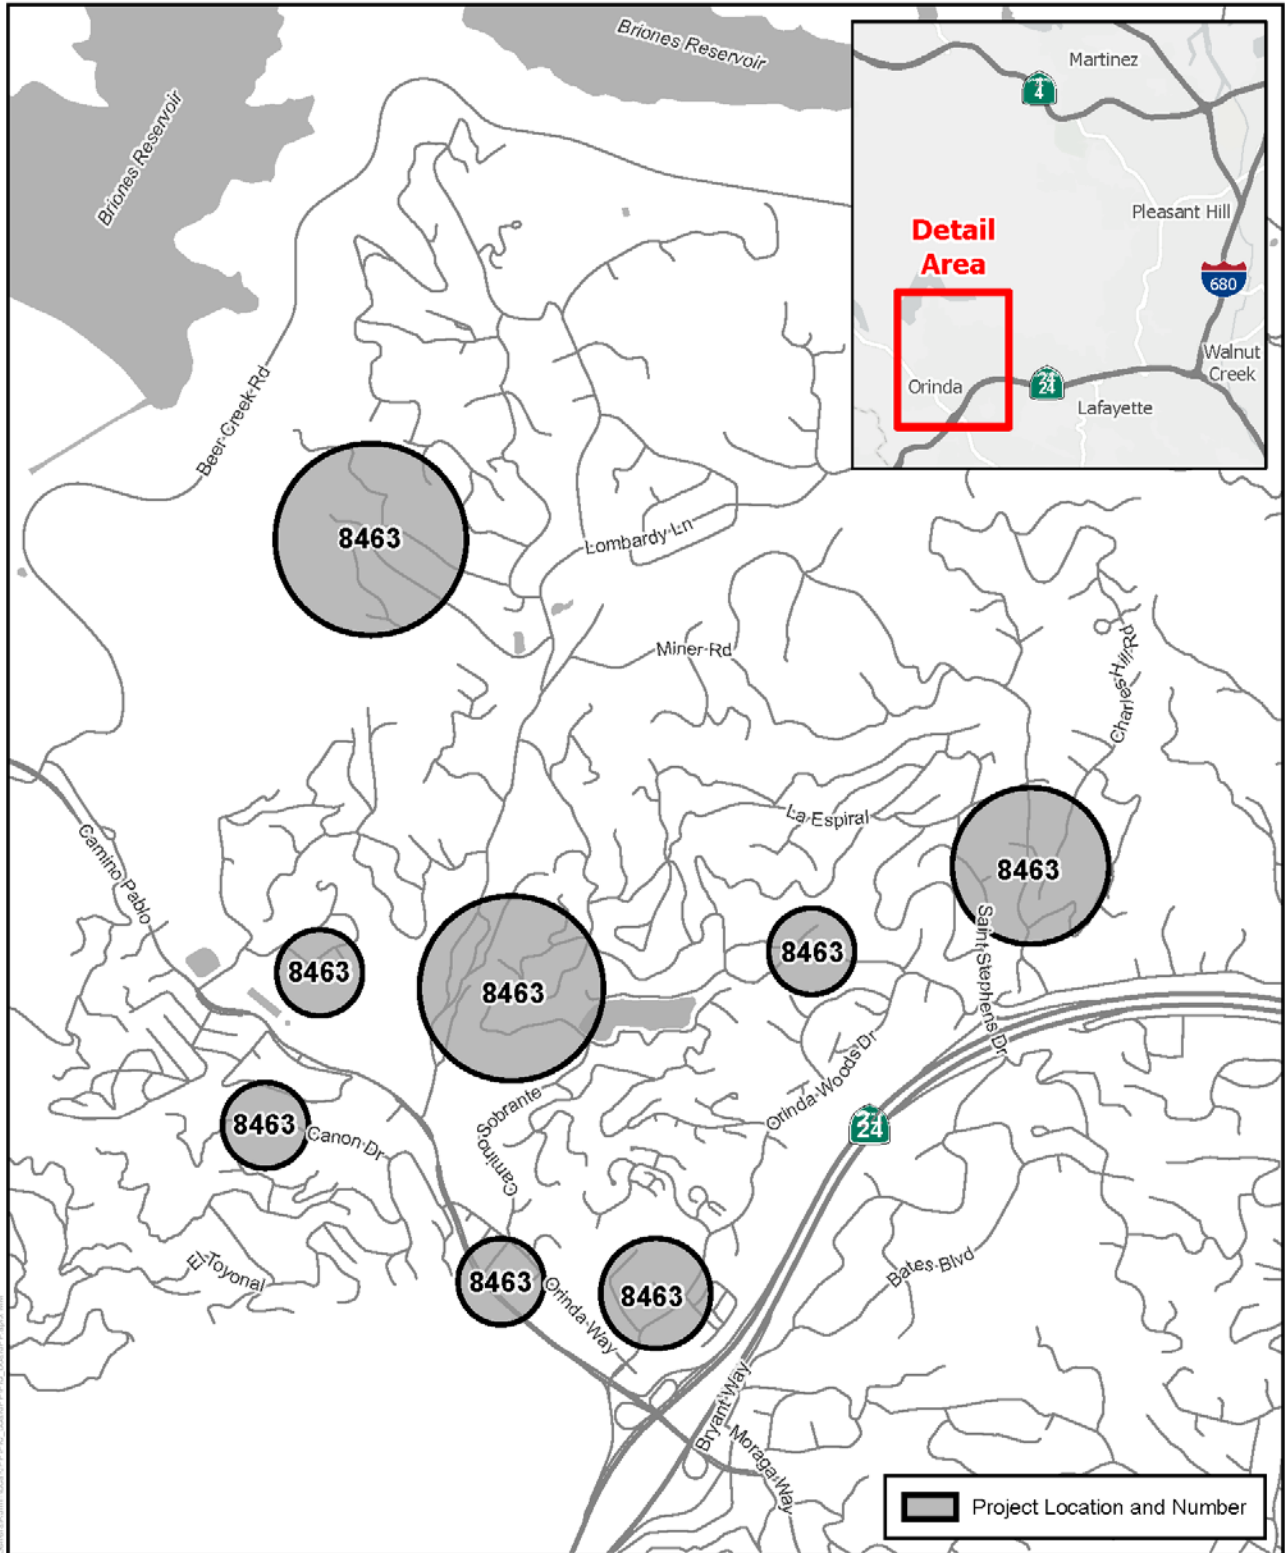 Briones Reservoir
Briones Reservoir
Martinez
4
Pleasant Hill
Detail
Area
680
Walnut
Creek
Orinda
24
Lafayette
Bear Creek Rd
8463
Lombardy Ln
Miner Rd
Charles Hill Rd
La Espiral
Camino Pablo
8463
8463
8463
8463
Saint Stephens Dr
Orinda Woods Dr
Camino Sobrante
8463
Canon Dr
24
El Toyonal
Bates Blvd
8463
8463
Orinda Way
Bryant Way
Moraga Way
Project Location and Number